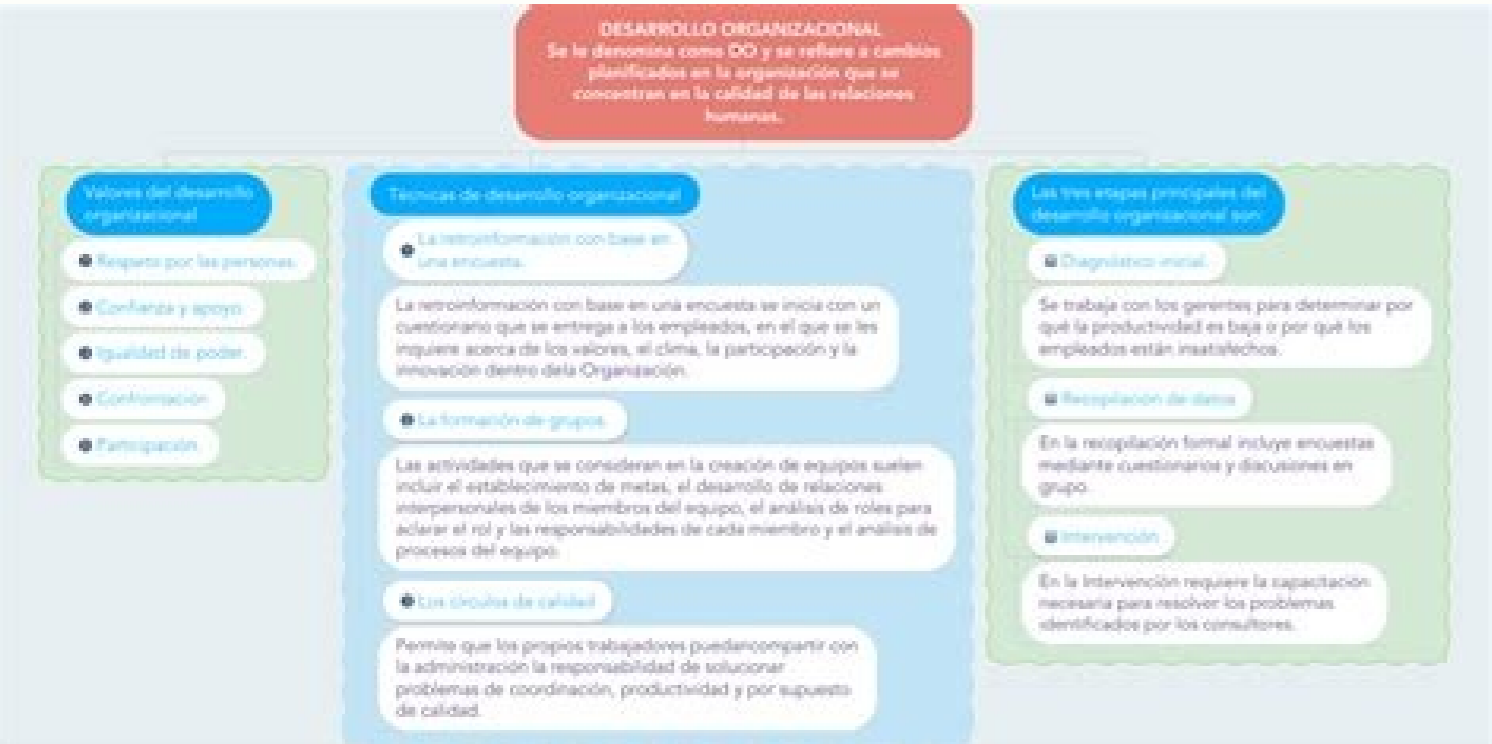 DESARROLLO ORGANIZACIONAL
Se le denomina como DO y se refiere a cambios
planificados en la organización que se
concentran en la calidad de las relaciones
humanas.
Valores del desarrollo
organizacional
Respeto por las personas.
Confianza y apoyo.
Igualdad de poder.
Confrontación
Participación.
Técnicas de desarrollo organizacional
La retroinformación con base en
una encuesta.
La retroinformación con base en una encuesta se inicia con un
cuestionario que se entrega a los empleados, en el que se les
inquiere acerca de los valores, el clima, la participación y la
innovación dentro dela Organización.
La formación de grupos.
Las actividades que se consideran en la creación de equipos suelen
incluir el establecimiento de metas, el desarrollo de relaciones
interpersonales de los miembros del equipo, el análisis de roles para
aclarar el rol y las responsabilidades de cada miembro y el análisis de
procesos del equipo.
Los círculos de calidad
Permite que los propios trabajadores puedancompartir con
la administración la responsabilidad de solucionar
problemas de coordinación, productividad y por supuesto
de calidad.
Las tres etapas principales del
desarrollo organizacional son:
Diagnóstico inicial.
Se trabaja con los gerentes para determinar por
qué la productividad es baja o por qué los
empleados están insatisfechos.
Recopilación de datos
En la recopilación formal incluye encuestas
mediante cuestionarios y discusiones en
grupo.
Intervención
En la Intervención requiere la capacitación
necesaria para resolver los problemas
identificados por los consultores.